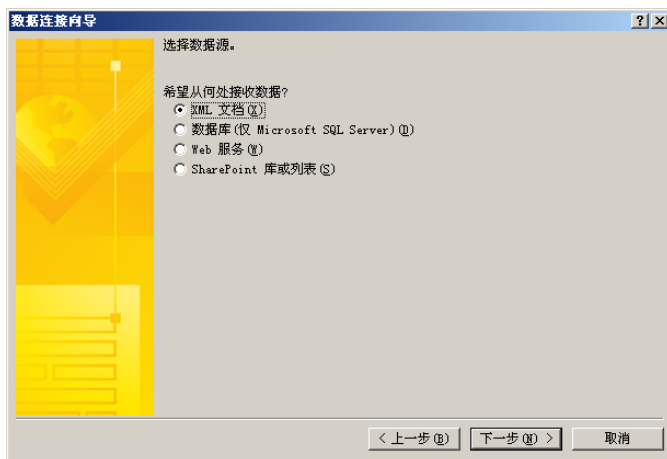 数据连接向导
选择数据源。
希望从何处接收数据?
XML 文档(X)
数据库(仅 Microsoft SQL Server)(D)
Web 服务(W)
SharePoint 库或列表(S)
< 上一步(B) 下一步(N) > 取消